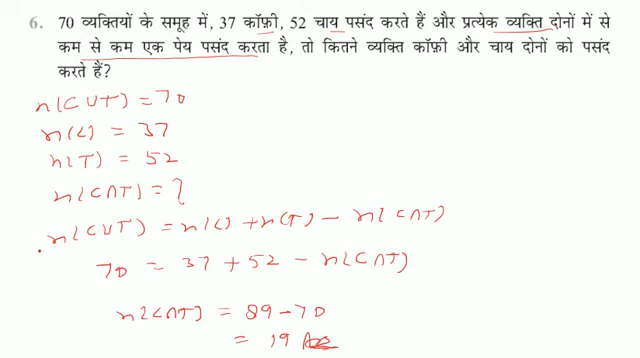 6. 70 व्यक्तियों के समूह में, 37 कॉफ़ी, 52 चाय पसंद करते हैं और प्रत्येक व्यक्ति दोनों में से
कम से कम एक पेय पसंद करता है, तो कितने व्यक्ति कॉफ़ी और चाय दोनों को पसंद
करते हैं?
n(C∪T) = 70
n(C) = 37
n(T) = 52
n(C∩T) = ?
n(C∪T) = n(C) + n(T) - n(C∩T)
70 = 37 + 52 - n(C∩T)
n(C∩T) = 89 - 70
= 19